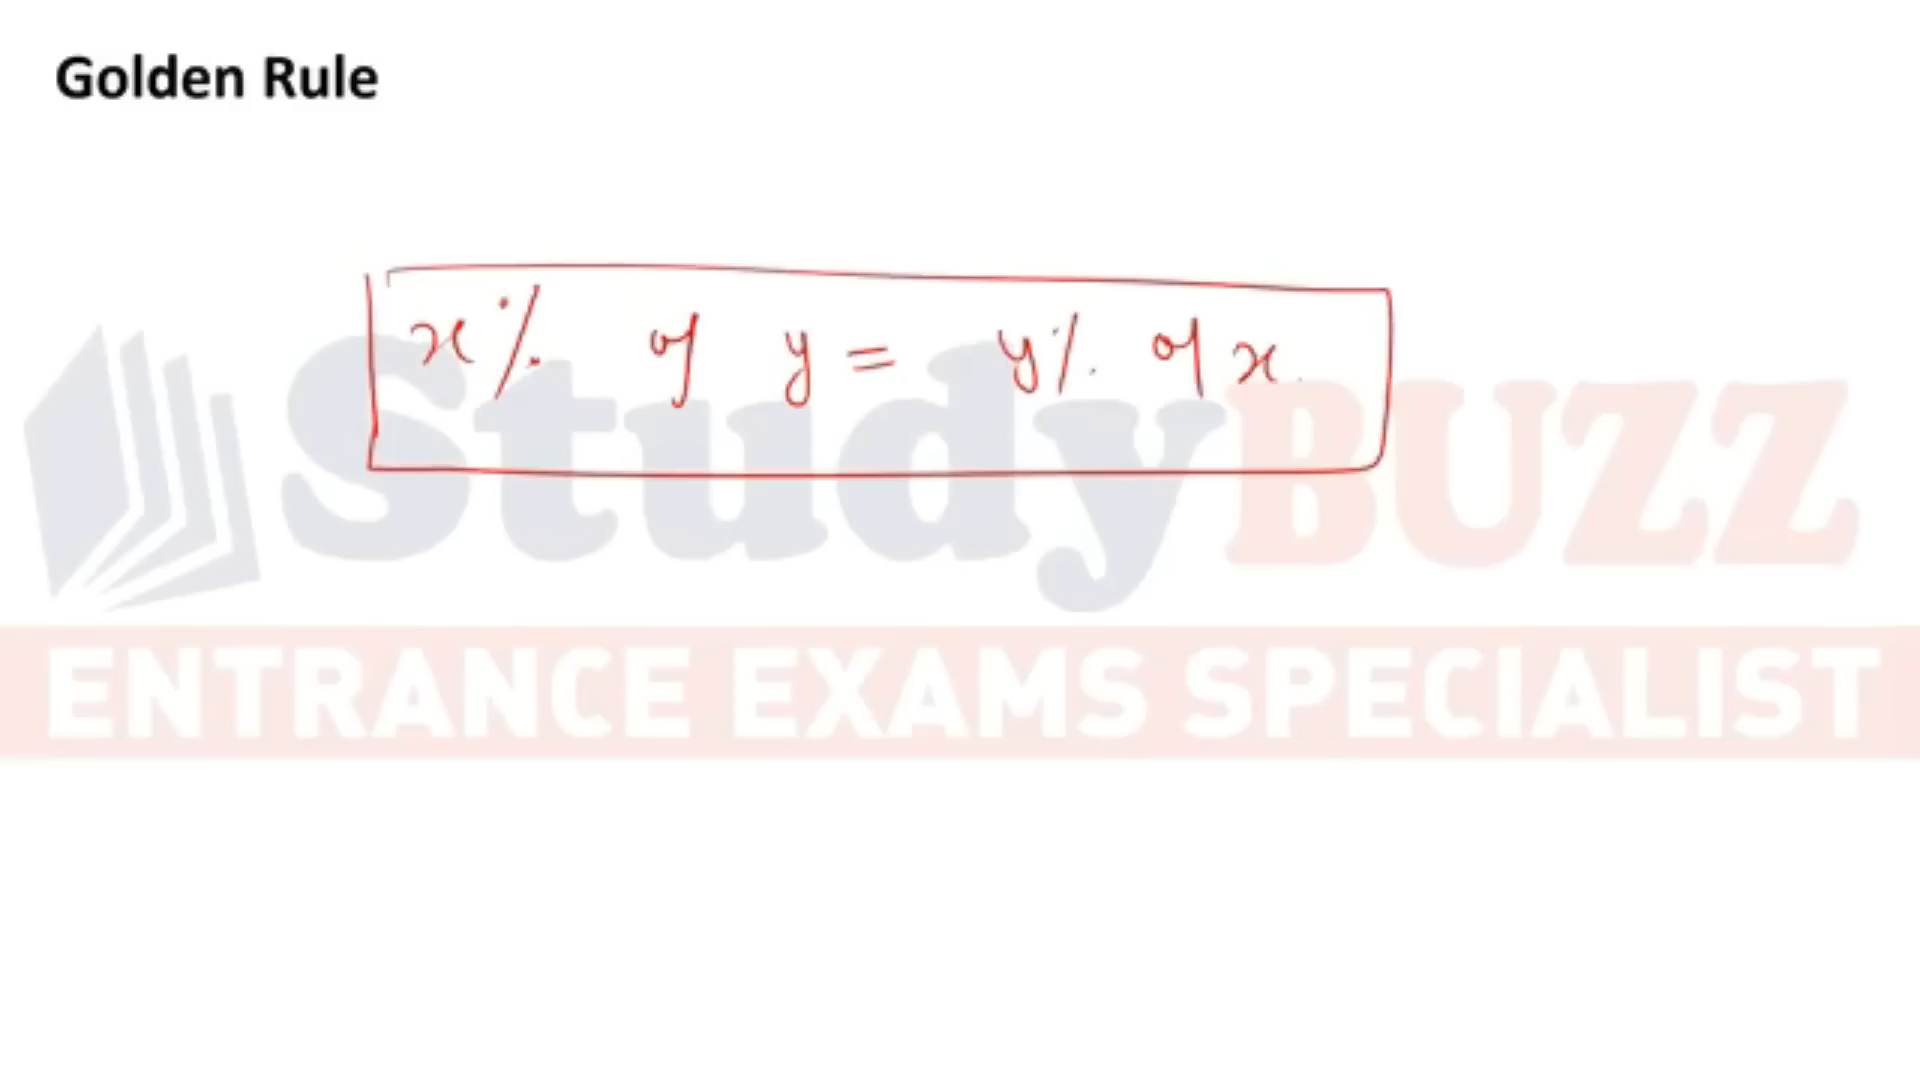 Golden Rule
x% of y = y% of x
StudyBUZZ
ENTRANCE EXAMS SPECIALIST